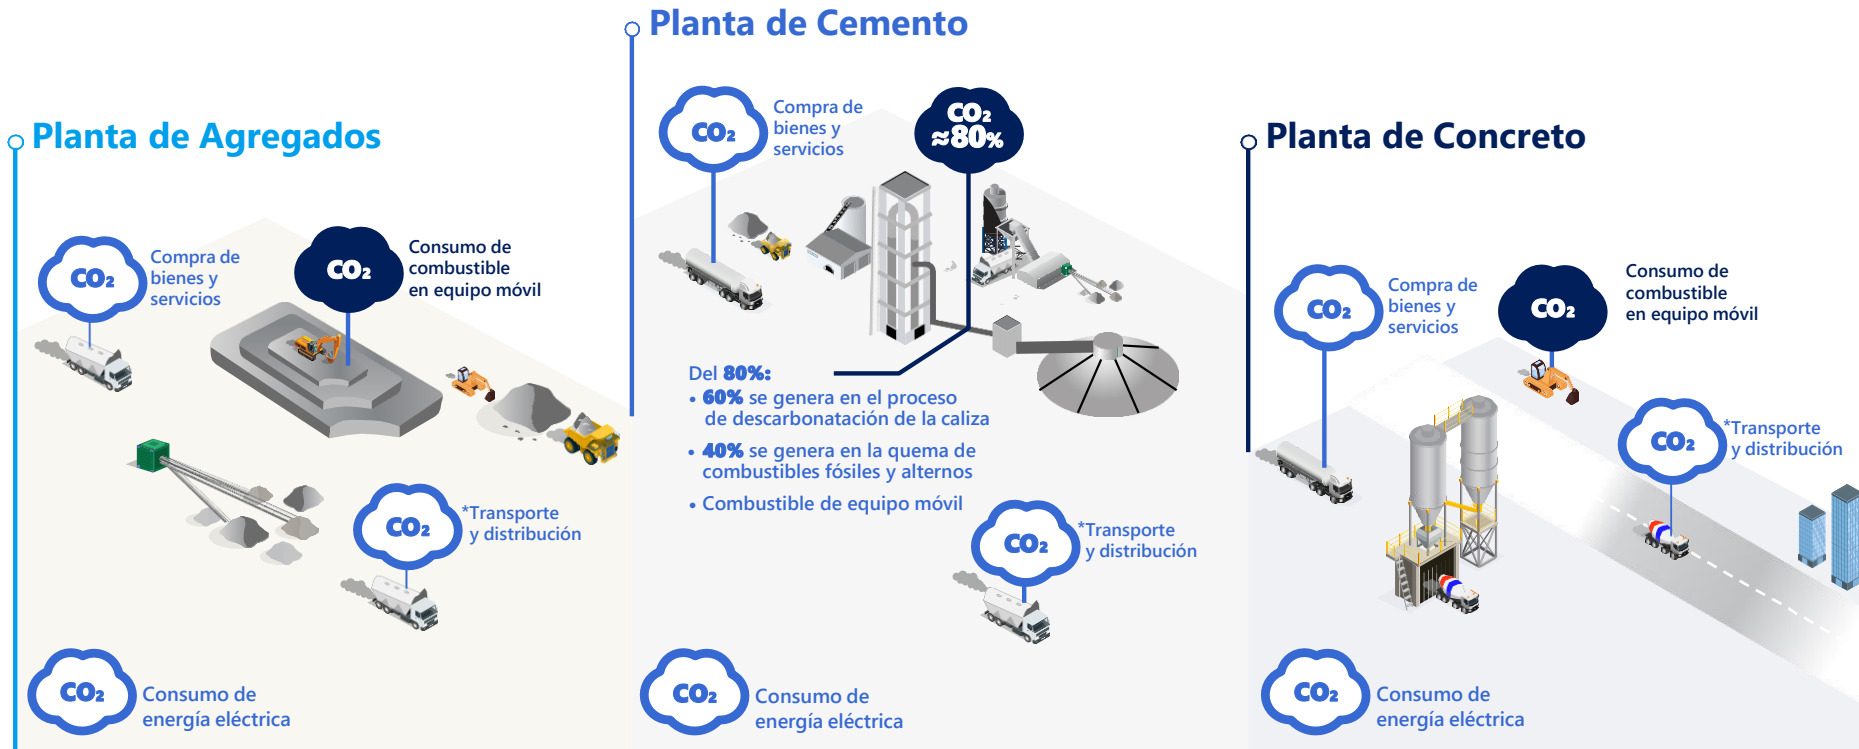 Planta de Agregados
CO₂
Compra de
bienes y
servicios
CO₂
Consumo de
combustible
en equipo móvil
CO₂
*Transporte
y distribución
CO₂
Consumo de
energía eléctrica
Planta de Cemento
CO₂
Compra de
bienes y
servicios
CO₂
≈80%
Del 80%:
• 60% se genera en el proceso
de descarbonatación de la caliza
• 40% se genera en la quema de
combustibles fósiles y alternos
• Combustible de equipo móvil
CO₂
*Transporte
y distribución
CO₂
Consumo de
energía eléctrica
Planta de Concreto
CO₂
Compra de
bienes y
servicios
CO₂
Consumo de
combustible
en equipo móvil
CO₂
*Transporte
y distribución
CO₂
Consumo de
energía eléctrica